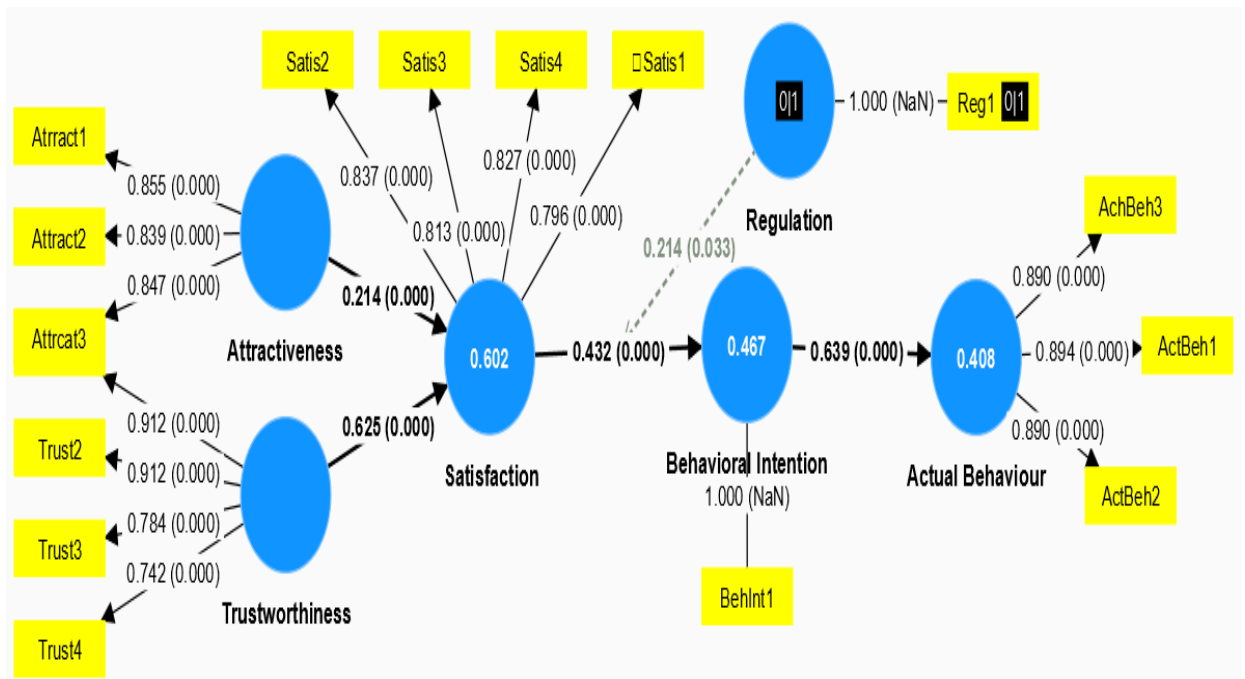 Satis2
Satis3
Satis4
Satis1
0|1
1.000 (NaN)
Reg1 0|1
Atrract1
0.855 (0.000)
0.837 (0.000)
0.827 (0.000)
0.813 (0.000)
0.796 (0.000)
Regulation
AchBeh3
Attract2
0.839 (0.000)
0.847 (0.000)
0.214 (0.000)
0.214 (0.033)
0.890 (0.000)
Attrcat3
Attractiveness
0.602
0.432 (0.000)
0.467
0.639 (0.000)
0.408
0.894 (0.000)
ActBeh1
0.912 (0.000)
0.625 (0.000)
0.890 (0.000)
Trust2
0.912 (0.000)
Satisfaction
Behavioral Intention
Actual Behaviour
1.000 (NaN)
ActBeh2
Trust3
0.784 (0.000)
0.742 (0.000)
Trustworthiness
BehInt1
Trust4